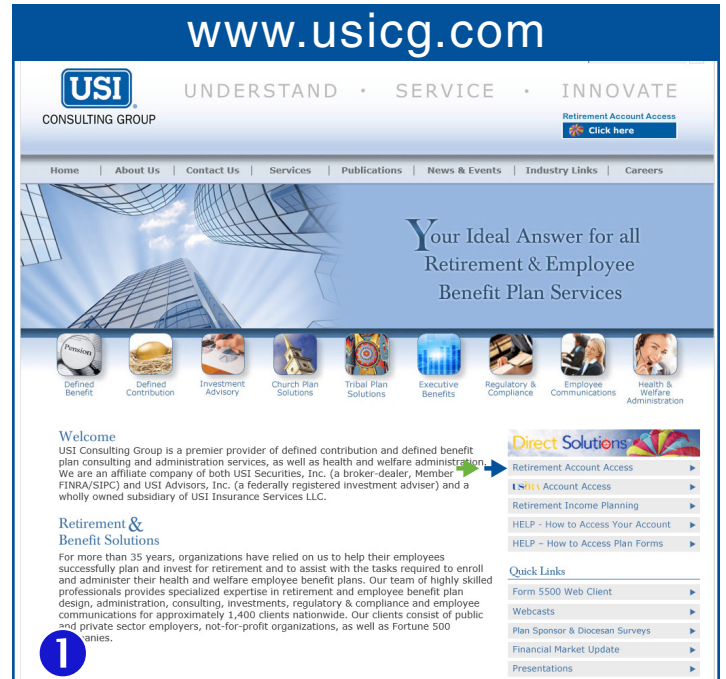 www.usicg.com
USI
CONSULTING GROUP
UNDERSTAND · SERVICE · INNOVATE
Retirement Account Access
Click here
Home | About Us | Contact Us | Services | Publications | News & Events | Industry Links | Careers
Your Ideal Answer for all
Retirement & Employee
Benefit Plan Services
Pension
Defined
Benefit
Defined
Contribution
Investment
Advisory
Church Plan
Solutions
Tribal Plan
Solutions
Executive
Benefits
Regulatory &
Compliance
Employee
Communications
Health &
Welfare
Administration
Welcome
USI Consulting Group is a premier provider of defined contribution and defined benefit
plan consulting and administration services, as well as health and welfare administration.
We are an affiliate company of both USI Securities, Inc. (a broker-dealer, Member
FINRA/SIPC) and USI Advisors, Inc. (a federally registered investment adviser) and a
wholly owned subsidiary of USI Insurance Services LLC.
Retirement &
Benefit Solutions
For more than 35 years, organizations have relied on us to help their employees
successfully plan and invest for retirement and to assist with the tasks required to enroll
and administer their health and welfare employee benefit plans. Our team of highly skilled
professionals provides specialized expertise in retirement and employee benefit plan
design, administration, consulting, investments, regulatory & compliance and employee
communications for approximately 1,400 clients nationwide. Our clients consist of public
and private sector employers, not-for-profit organizations, as well as Fortune 500
1
Direct Solutions
Retirement Account Access
Account Access
Retirement Income Planning
HELP - How to Access Your Account
HELP – How to Access Plan Forms
Quick Links
Form 5500 Web Client
Webcasts
Plan Sponsor & Diocesan Surveys
Financial Market Update
Presentations